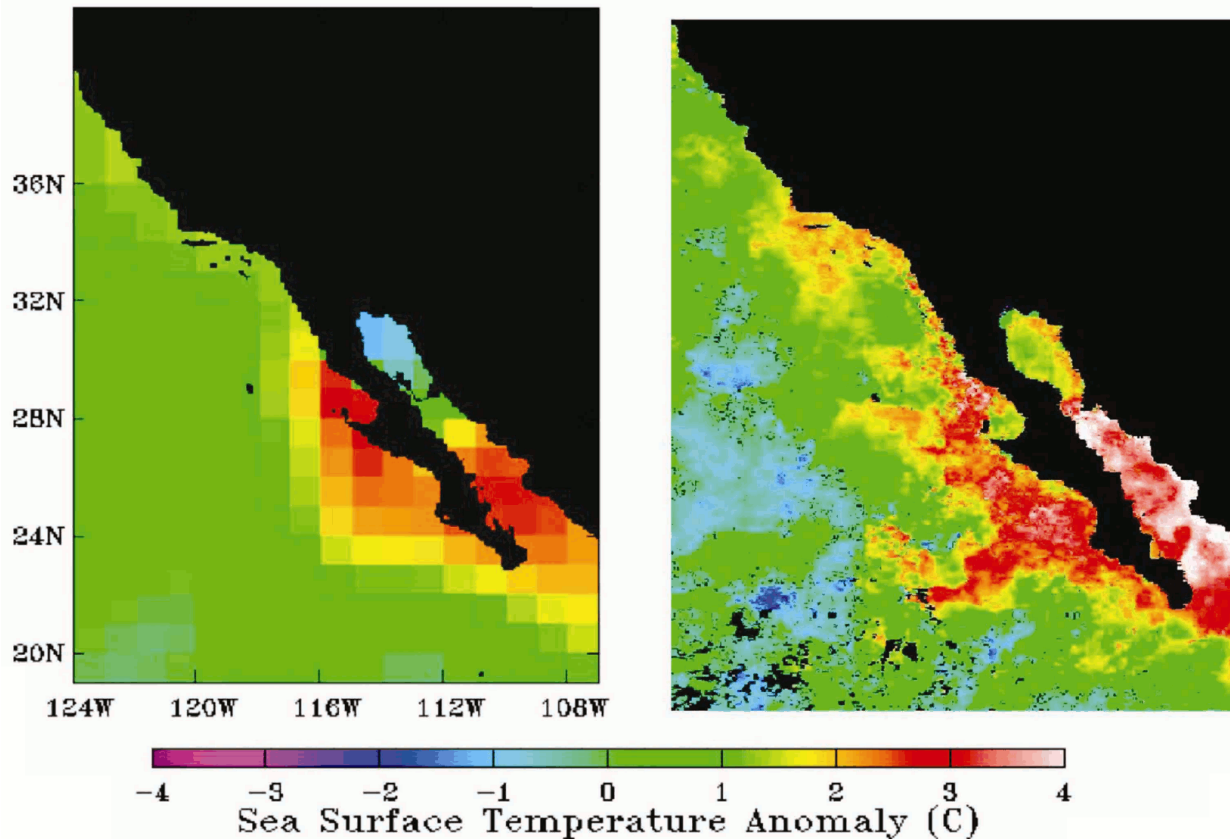 36N
32N
28N
24N
20N
124W 120W 116W 112W 108W
-4 -3 -2 -1 0 1 2 3 4
Sea Surface Temperature Anomaly (C)